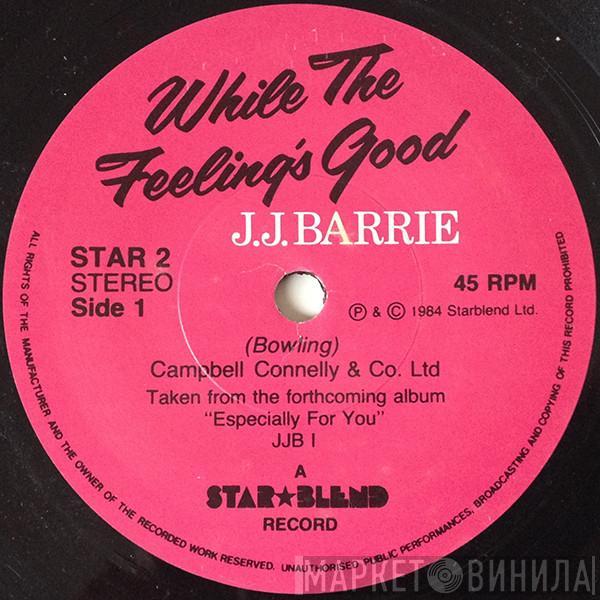 While The
Feeling's Good
J.J. BARRIE
STAR 2
STEREO
Side 1
45 RPM
Ⓟ & © 1984 Starblend Ltd.
(Bowling)
Campbell Connelly & Co. Ltd
Taken from the forthcoming album
"Especially For You"
JJB I
A
STAR★BLEND
RECORD
ALL RIGHTS OF THE MANUFACTURER AND THE OWNER OF THE RECORDED WORK RESERVED. UNAUTHORISED PUBLIC PERFORMANCES, BROADCASTING AND COPYING OF THIS RECORD PROHIBITED
МАРКЕТ ВИНИЛА